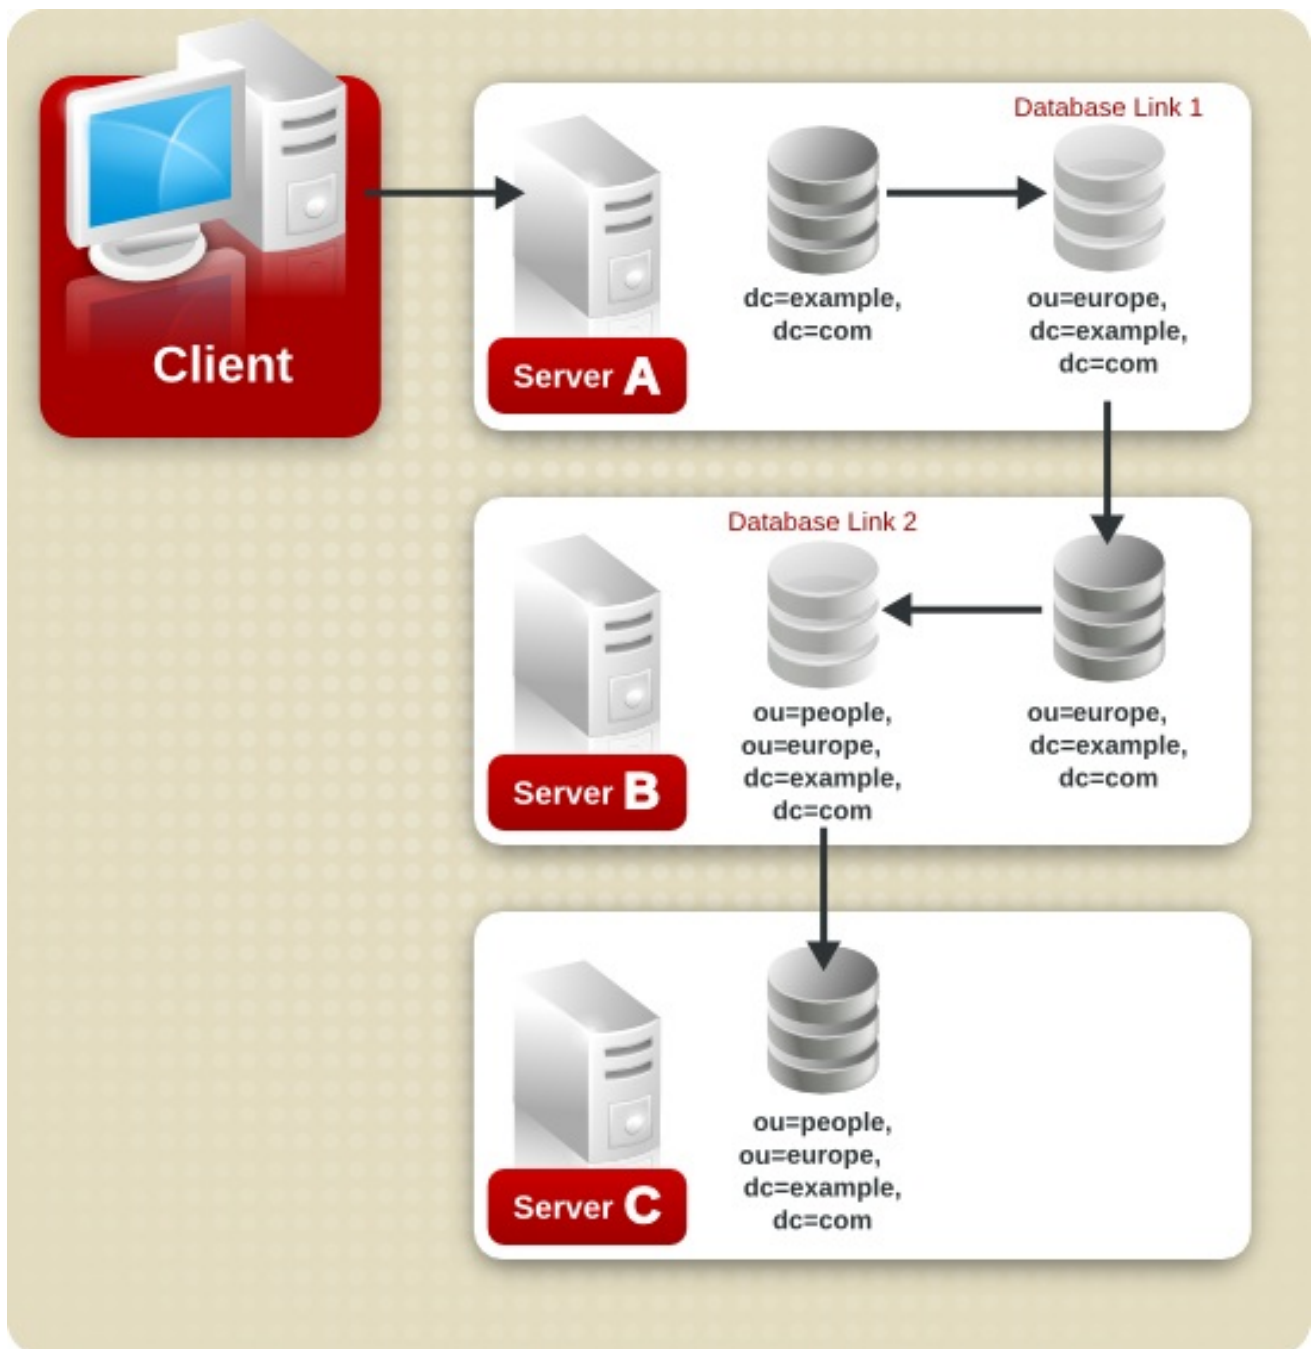 Client
Database Link 1
dc=example,
dc=com
ou=europe,
dc=example,
dc=com
Server A
Database Link 2
ou=people,
ou=europe,
dc=example,
dc=com
ou=europe,
dc=example,
dc=com
Server B
ou=people,
ou=europe,
dc=example,
dc=com
Server C